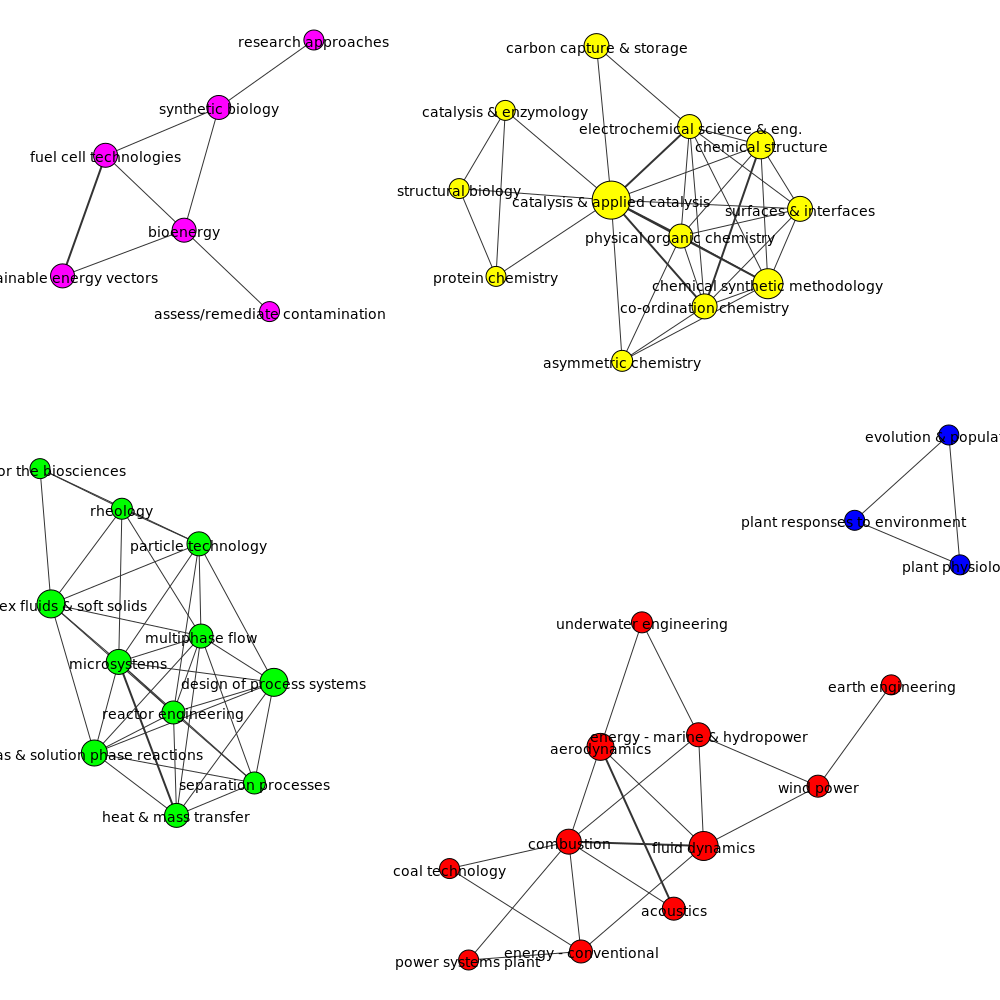 research approaches
synthetic biology
fuel cell technologies
bioenergy
ainable energy vectors
assess/remediate contamination
carbon capture & storage
catalysis & enzymology
electrochemical science & eng.
chemical structure
structural biology
catalysis & applied catalysis
surfaces & interfaces
physical organic chemistry
protein chemistry
chemical synthetic methodology
co-ordination chemistry
asymmetric chemistry
or the biosciences
rheology
particle technology
ex fluids & soft solids
multiphase flow
microsystems
design of process systems
reactor engineering
as & solution phase reactions
separation processes
heat & mass transfer
evolution & popula
plant responses to environment
plant physiolo
underwater engineering
earth engineering
energy - marine & hydropower
aerodynamics
wind power
combustion
fluid dynamics
coal technology
acoustics
energy - conventional
power systems plant